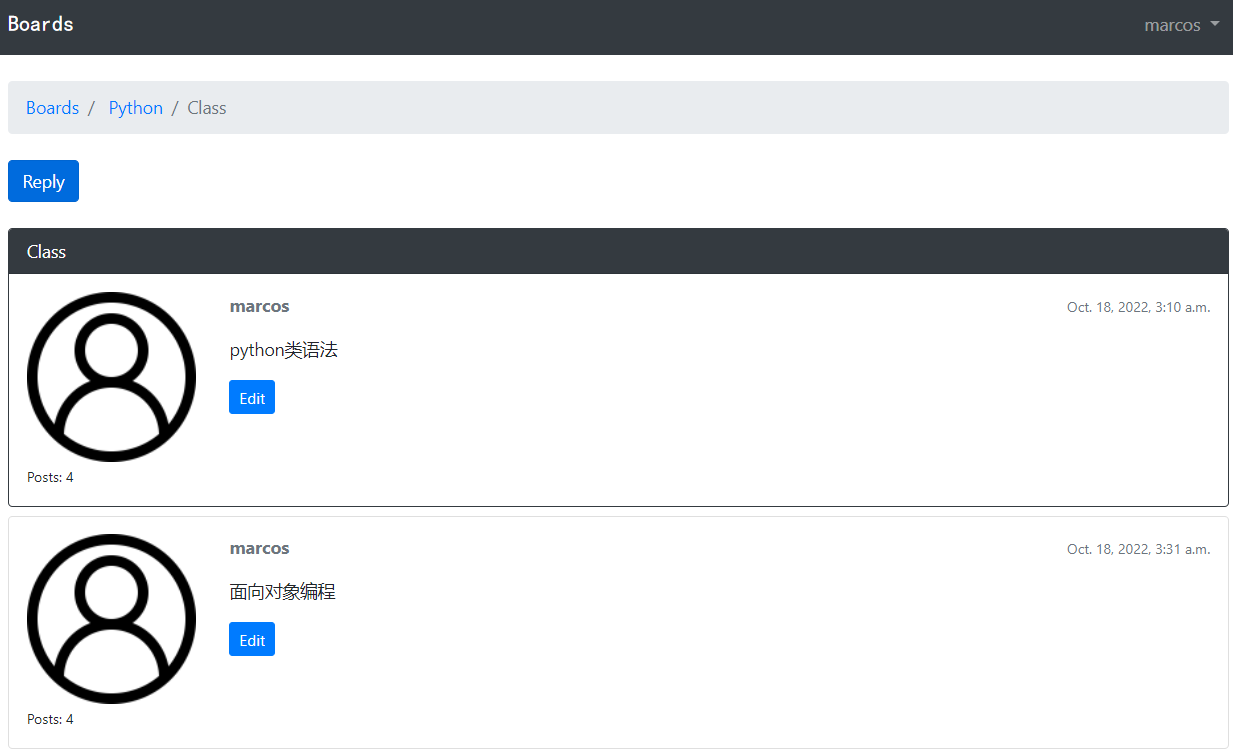 Boards
marcos
Boards / Python / Class
Reply
Class
marcos
Oct. 18, 2022, 3:10 a.m.
python类语法
Edit
Posts: 4
marcos
Oct. 18, 2022, 3:31 a.m.
面向对象编程
Edit
Posts: 4